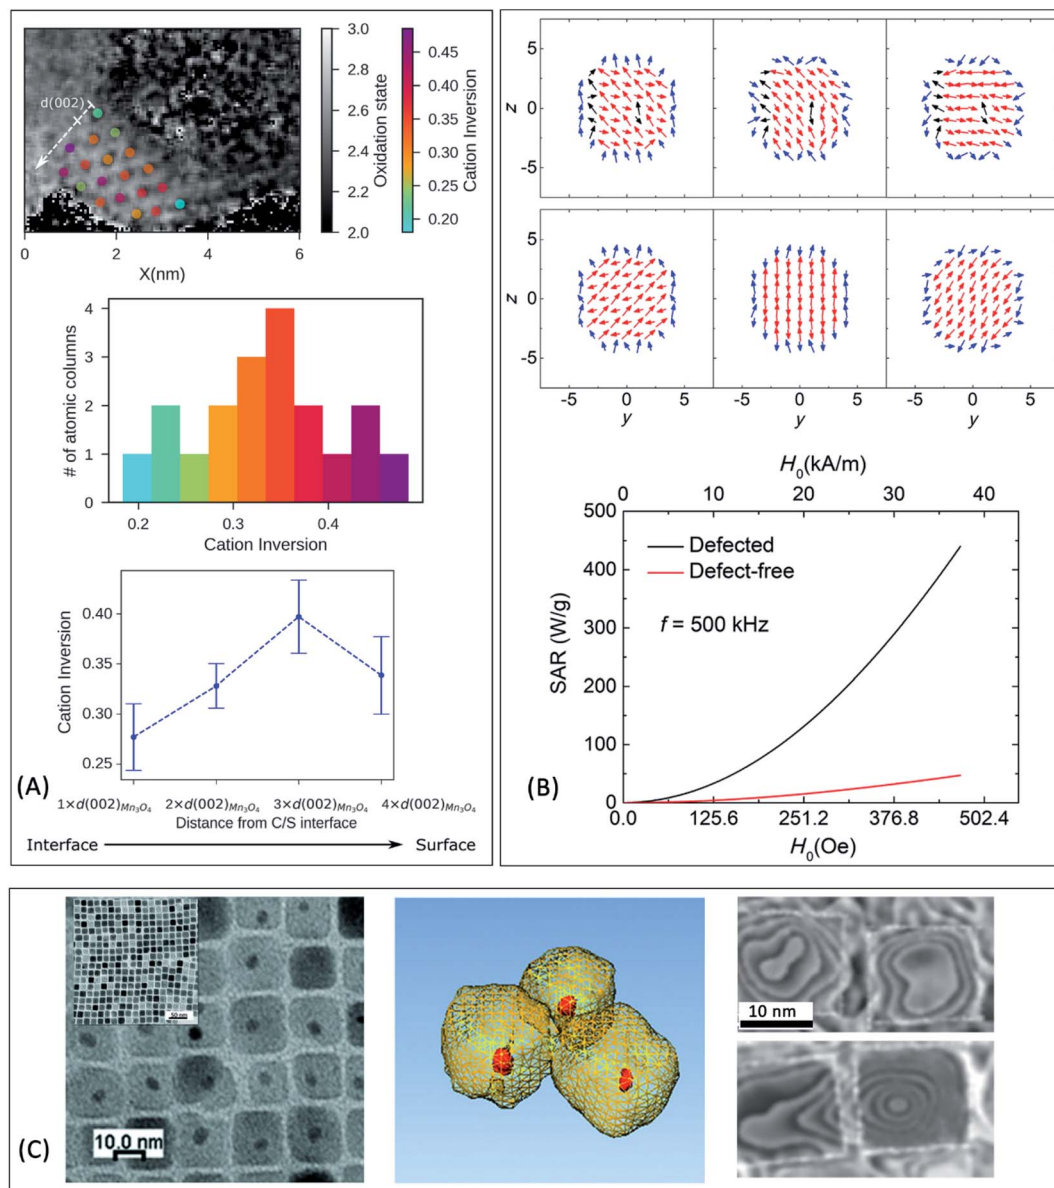 d(002)
3.0
2.8
2.6
2.4
2.2
2.0
Oxidation state
0.45
0.40
0.35
0.30
0.25
0.20
Cation Inversion
0 2 4 6
X(nm)
4
3
2
1
0
# of atomic columns
0.2 0.3 0.4
Cation Inversion
0.40
0.35
0.30
0.25
Cation Inversion
1×d(002)Mn3O4 2×d(002)Mn3O4 3×d(002)Mn3O4 4×d(002)Mn3O4
Distance from C/S interface
Interface Surface
(A)
5
0
-5
z
5
0
-5
z
-5 0 5 -5 0 5 -5 0 5
y y y
H0(kA/m)
0 10 20 30 40
500
400
300
200
100
0
SAR (W/g)
Defected
Defect-free
f = 500 kHz
0.0 125.6 251.2 376.8 502.4
H0(Oe)
(B)
50 nm
10.0 nm
10 nm
(C)